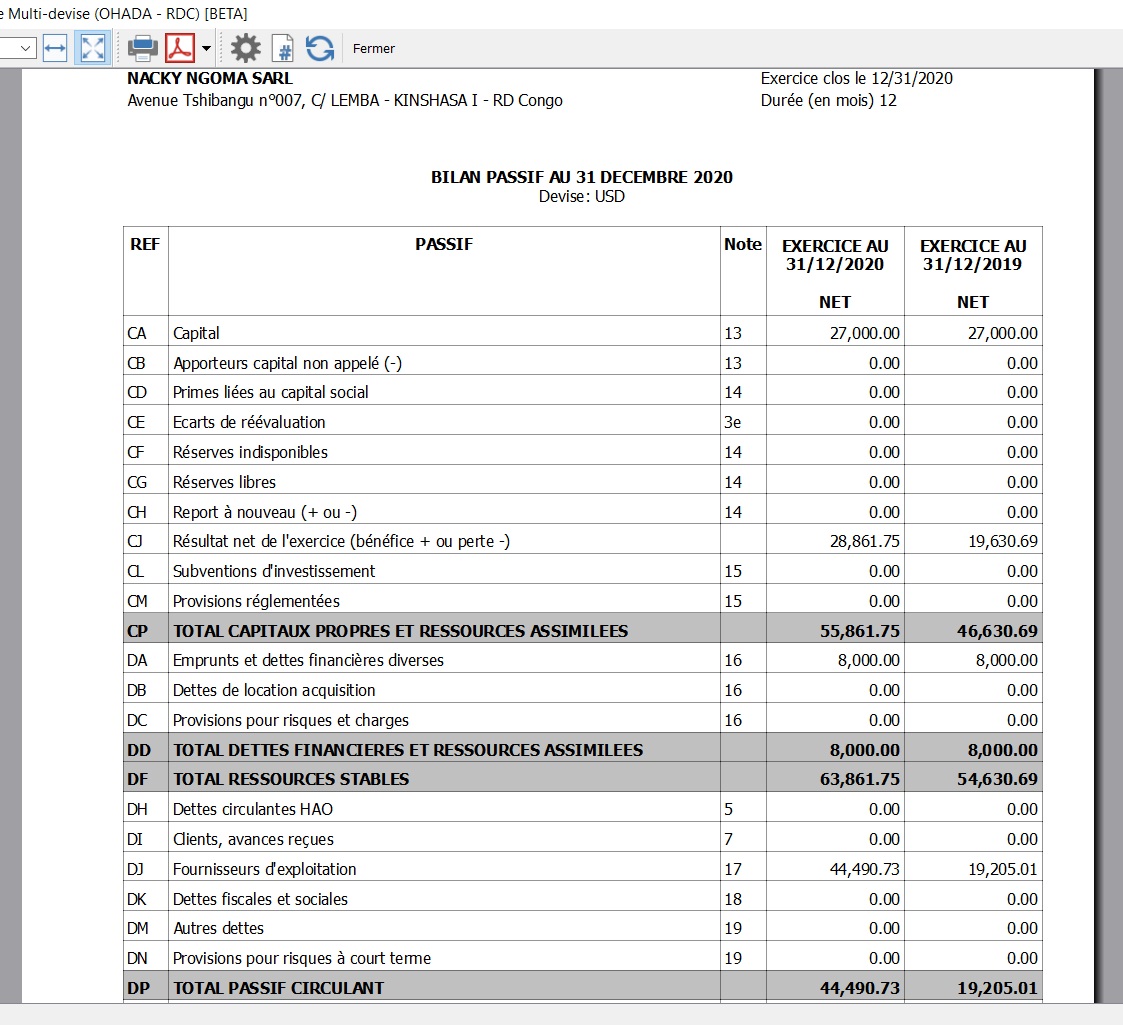 e Multi-devise (OHADA - RDC) [BETA]
Fermer
NACKY NGOMA SARL Exercice clos le 12/31/2020
Avenue Tshibangu n°007, C/ LEMBA - KINSHASA I - RD Congo Durée (en mois) 12
BILAN PASSIF AU 31 DECEMBRE 2020
Devise: USD
REF PASSIF Note EXERCICE AU 31/12/2020 NET EXERCICE AU 31/12/2019 NET
CA Capital 13 27,000.00 27,000.00
CB Apporteurs capital non appelé (-) 13 0.00 0.00
CD Primes liées au capital social 14 0.00 0.00
CE Ecarts de réévaluation 3e 0.00 0.00
CF Réserves indisponibles 14 0.00 0.00
CG Réserves libres 14 0.00 0.00
CH Report à nouveau (+ ou -) 14 0.00 0.00
CJ Résultat net de l'exercice (bénéfice + ou perte -) 28,861.75 19,630.69
CL Subventions d'investissement 15 0.00 0.00
CM Provisions réglementées 15 0.00 0.00
CP TOTAL CAPITAUX PROPRES ET RESSOURCES ASSIMILEES 55,861.75 46,630.69
DA Emprunts et dettes financières diverses 16 8,000.00 8,000.00
DB Dettes de location acquisition 16 0.00 0.00
DC Provisions pour risques et charges 16 0.00 0.00
DD TOTAL DETTES FINANCIERES ET RESSOURCES ASSIMILEES 8,000.00 8,000.00
DF TOTAL RESSOURCES STABLES 63,861.75 54,630.69
DH Dettes circulantes HAO 5 0.00 0.00
DI Clients, avances reçues 7 0.00 0.00
DJ Fournisseurs d'exploitation 17 44,490.73 19,205.01
DK Dettes fiscales et sociales 18 0.00 0.00
DM Autres dettes 19 0.00 0.00
DN Provisions pour risques à court terme 19 0.00 0.00
DP TOTAL PASSIF CIRCULANT 44,490.73 19,205.01